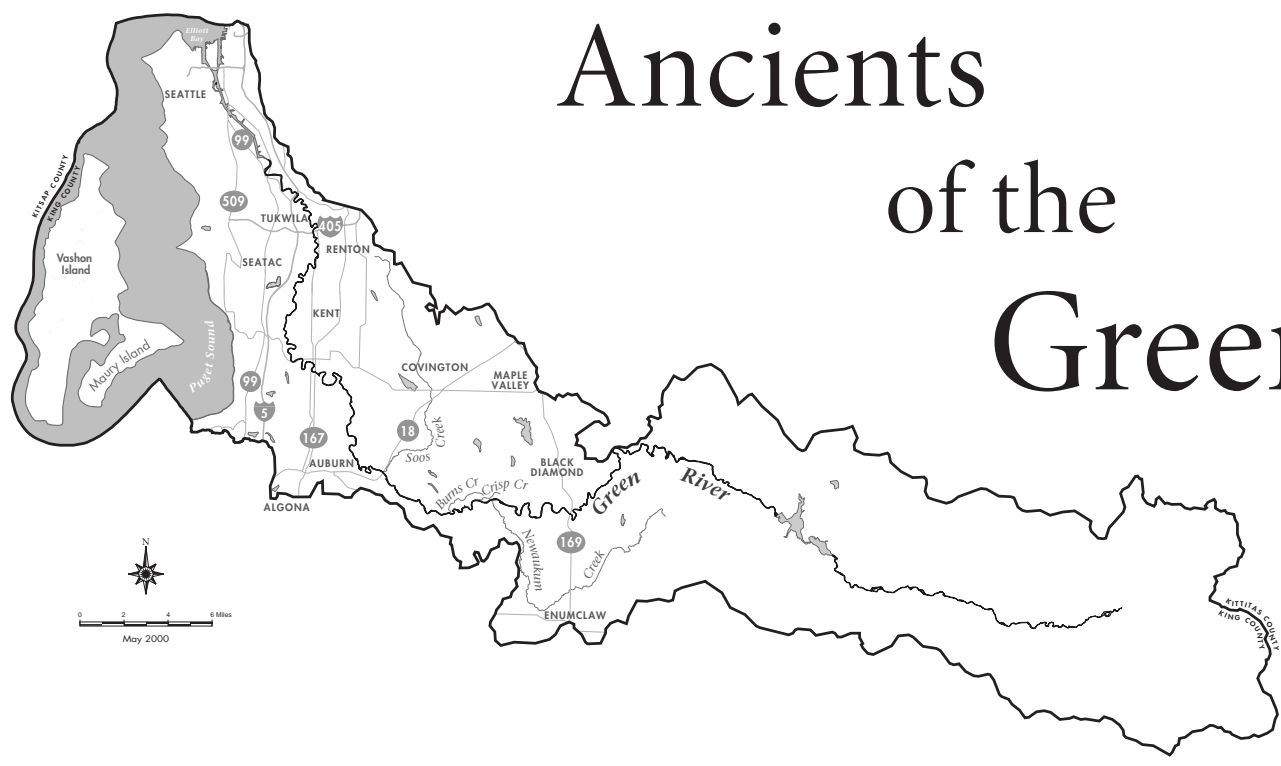 Ancients
of the
Green
Elliott
Bay
SEATTLE
99
KITSAP COUNTY
KING COUNTY
509
TUKWILA
405
RENTON
Vashon
Island
SEATAC
KENT
Puget Sound
Maury Island
COVINGTON
MAPLE
VALLEY
99
5
167
18
Soos Creek
AUBURN
BLACK
DIAMOND
Green River
Burns Cr
Crisp Cr
ALGONA
Newaukum Creek
169
ENUMCLAW
KITTITAS COUNTY
KING COUNTY
N
0 2 4 6 Miles
May 2000